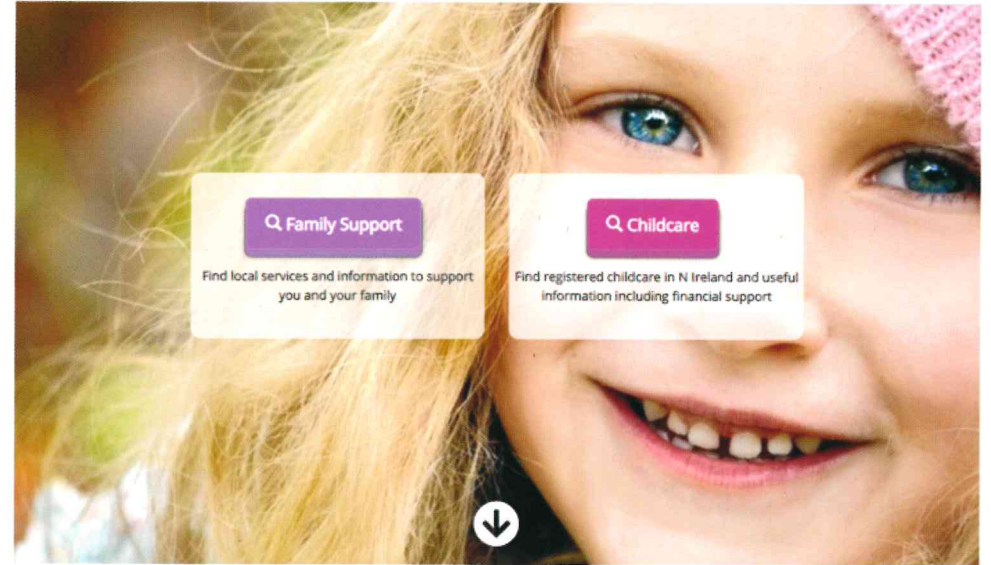 Family Support
Find local services and information to support
you and your family
Childcare
Find registered childcare in N Ireland and useful
information including financial support